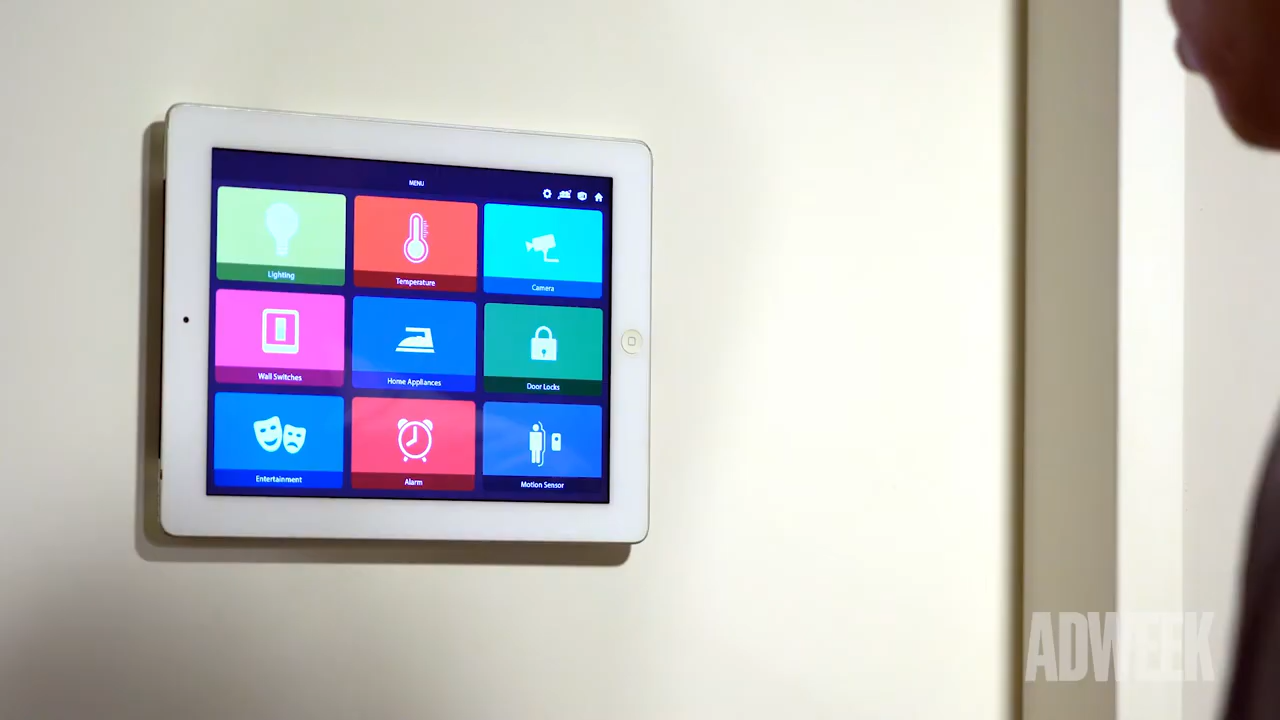 MENU
Lighting
Temperature
Camera
Wall Switches
Home Appliances
Door Locks
Entertainment
Alarm
Motion Sensor
ADWEEK